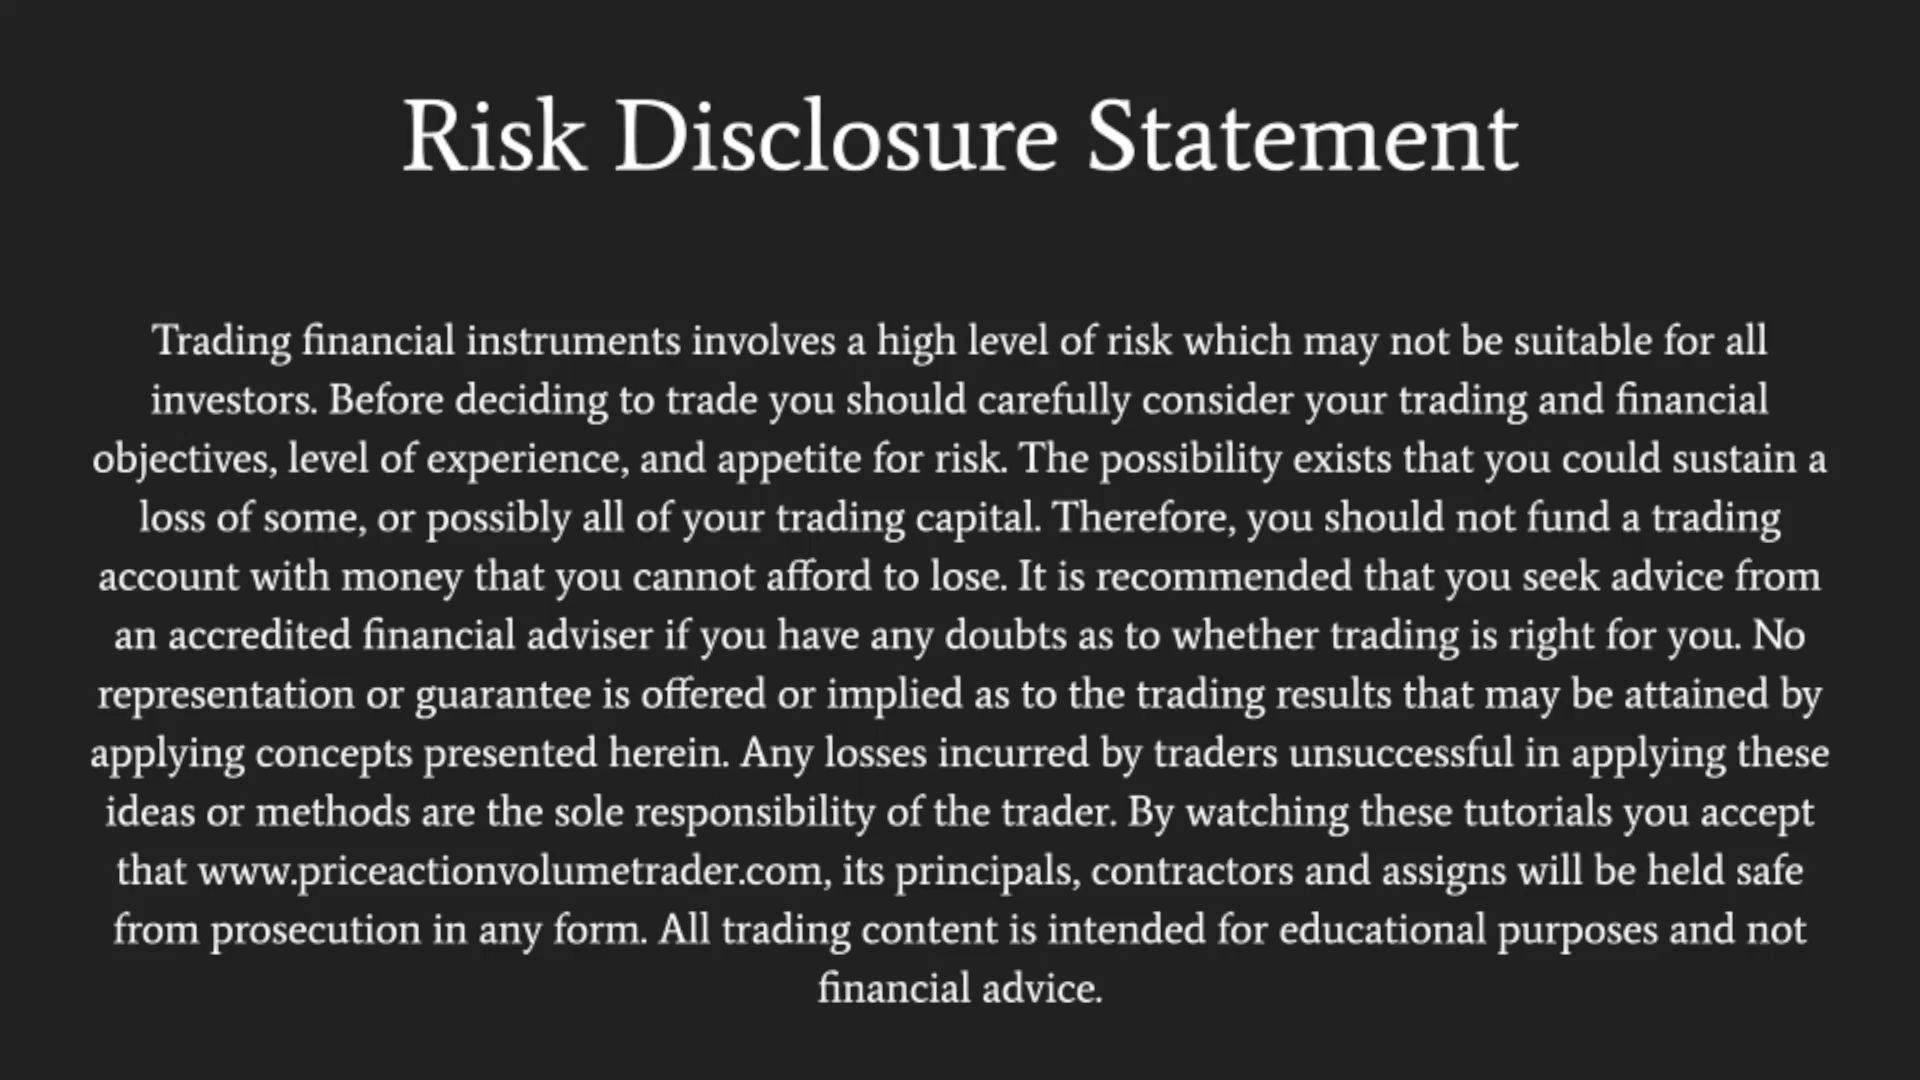 Risk Disclosure Statement
Trading financial instruments involves a high level of risk which may not be suitable for all
investors. Before deciding to trade you should carefully consider your trading and financial
objectives, level of experience, and appetite for risk. The possibility exists that you could sustain a
loss of some, or possibly all of your trading capital. Therefore, you should not fund a trading
account with money that you cannot afford to lose. It is recommended that you seek advice from
an accredited financial adviser if you have any doubts as to whether trading is right for you. No
representation or guarantee is offered or implied as to the trading results that may be attained by
applying concepts presented herein. Any losses incurred by traders unsuccessful in applying these
ideas or methods are the sole responsibility of the trader. By watching these tutorials you accept
that www.priceactionvolumetrader.com, its principals, contractors and assigns will be held safe
from prosecution in any form. All trading content is intended for educational purposes and not
financial advice.